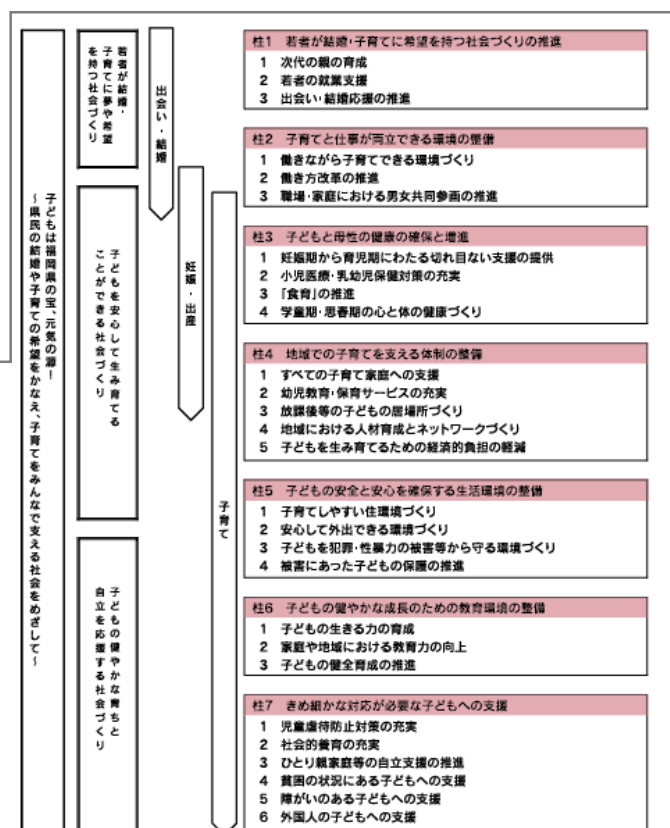 子どもは福岡県の宝、元気の源！
～県民の結婚や子育ての希望をかなえ、子育てをみんなで支える社会をめざして～
若者が結婚・
子育てに夢や希望
を持つ社会づくり
子どもを安心して生み育てる
ことができる社会づくり
子どもの健やかな育ちと
自立を応援する社会づくり
出会い・結婚
妊娠・出産
子育て
柱1 若者が結婚・子育てに希望を持つ社会づくりの推進
1 次代の親の育成
2 若者の就業支援
3 出会い・結婚応援の推進
柱2 子育てと仕事が両立できる環境の整備
1 働きながら子育てできる環境づくり
2 働き方改革の推進
3 職場・家庭における男女共同参画の推進
柱3 子どもと母性の健康の確保と増進
1 妊娠期から育児期にわたる切れ目ない支援の提供
2 小児医療・乳幼児保健対策の充実
3 「食育」の推進
4 学童期・思春期の心と体の健康づくり
柱4 地域での子育てを支える体制の整備
1 すべての子育て家庭への支援
2 幼児教育・保育サービスの充実
3 放課後等の子どもの居場所づくり
4 地域における人材育成とネットワークづくり
5 子どもを生み育てるための経済的負担の軽減
柱5 子どもの安全と安心を確保する生活環境の整備
1 子育てしやすい住環境づくり
2 安心して外出できる環境づくり
3 子どもを犯罪・性暴力の被害等から守る環境づくり
4 被害にあった子どもの保護の推進
柱6 子どもの健やかな成長のための教育環境の整備
1 子どもの生きる力の育成
2 家庭や地域における教育力の向上
3 子どもの健全育成の推進
柱7 きめ細かな対応が必要な子どもへの支援
1 児童虐待防止対策の充実
2 社会的養育の充実
3 ひとり親家庭等の自立支援の推進
4 貧困の状況にある子どもへの支援
5 障がいのある子どもへの支援
6 外国人の子どもへの支援